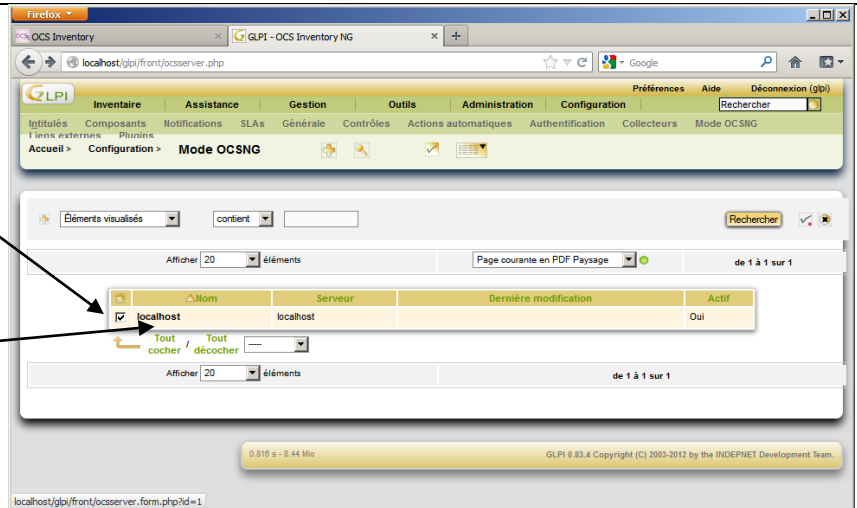 Firefox
OCS Inventory
GLPI - OCS Inventory NG
localhost/glpi/front/ocsserver.php
Google
GLPI
Préférences Aide Déconnexion (glpi)
Inventaire Assistance Gestion Outils Administration Configuration
Rechercher
Intitulés Composants Notifications SLAs Générale Contrôles Actions automatiques Authentification Collecteurs Mode OCSNG
Liens externes Plugins
Accueil > Configuration > Mode OCSNG
Éléments visualisés contient Rechercher
Afficher 20 éléments Page courante en PDF Paysage de 1 à 1 sur 1
Nom Serveur Dernière modification Actif
localhost localhost Oui
Tout cocher / Tout décocher -----
Afficher 20 éléments de 1 à 1 sur 1
0.816 s - 8.44 Mio GLPI 0.83.4 Copyright (C) 2003-2012 by the INDEPNET Development Team.
localhost/glpi/front/ocsserver.form.php?id=1